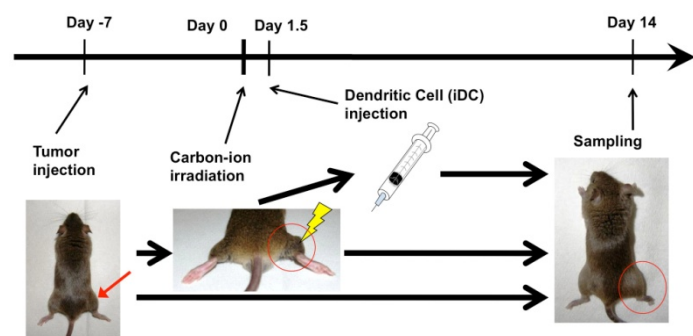 Day -7
Day 0
Day 1.5
Day 14
Dendritic Cell (iDC)
injection
Tumor
injection
Carbon-ion
irradiation
Sampling